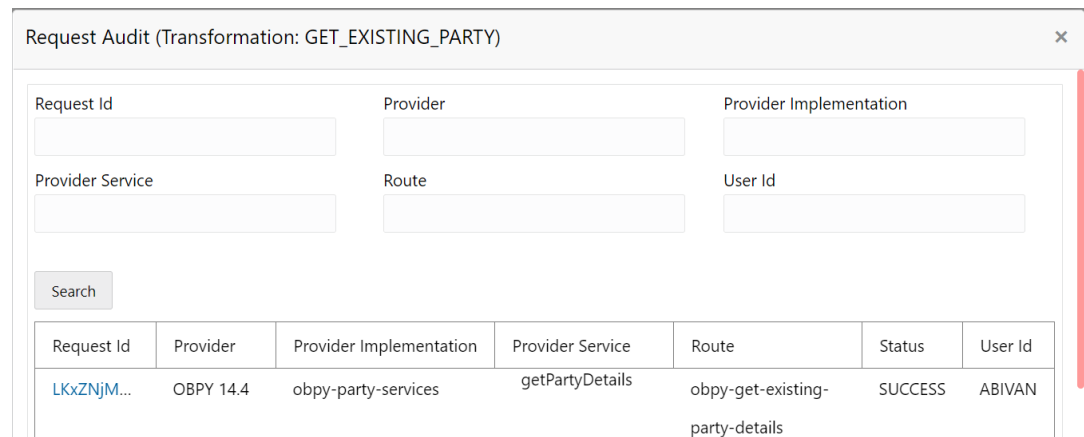 Request Audit (Transformation: GET_EXISTING_PARTY)
Request Id Provider Provider Implementation
Provider Service Route User Id
Search
Request Id Provider Provider Implementation Provider Service Route Status User Id
LKxZNjM... OBPY 14.4 obpy-party-services getPartyDetails obpy-get-existing- SUCCESS ABIVAN
party-details